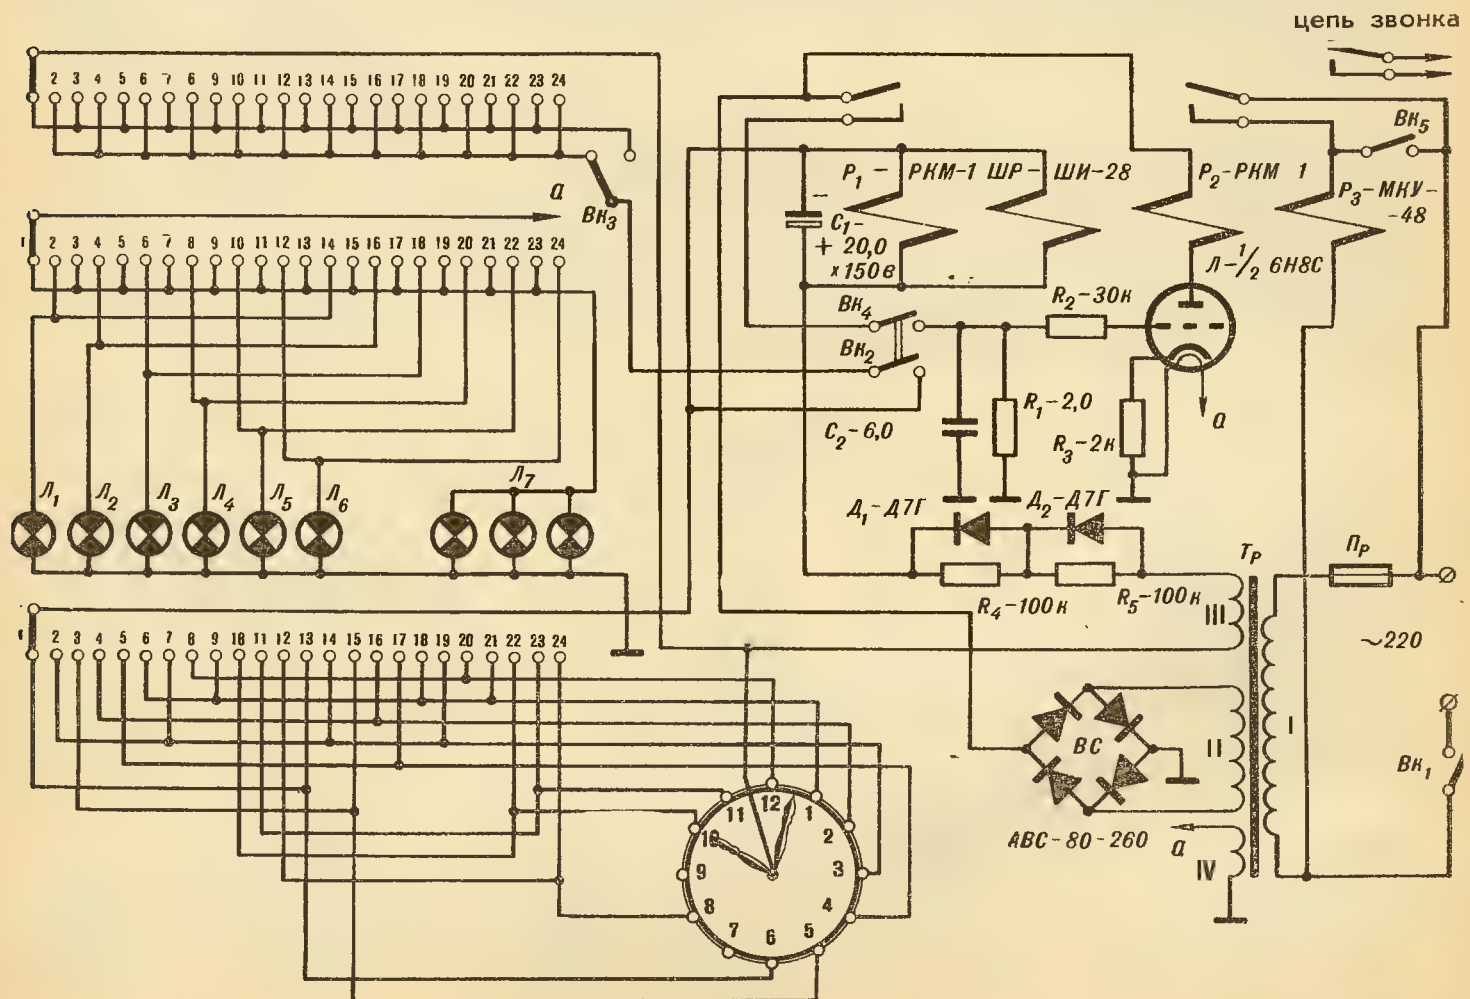 цепь звонка
2 3 4 5 6 7 8 9 10 11 12 13 14 15 16 17 18 19 20 21 22 23 24
Вк₅
Р₁ – РКМ-1
ШР – ШИ-28
Р₂-РКМ 1
Р₃-МКУ-
-48
а
Вк₃
–
С₁-
+ 20,0
×150в
Л-1/2 6Н8С
1 2 3 4 5 6 7 8 9 10 11 12 13 14 15 16 17 18 19 20 21 22 23 24
Вк₄
R₂-30к
Вк₂
R₁-2,0
С₂-6,0
R₃-2к
а
Л₁ Л₂ Л₃ Л₄ Л₅ Л₆ Л₇
Д₁-Д7Г
Д₂-Д7Г
Тр
Пр
R₄-100к
R₅-100к
III
~220
2 3 4 5 6 7 8 9 10 11 12 13 14 15 16 17 18 19 20 21 22 23 24
ВС
II
I
Вк₁
АВС-80-260
а
IV
12 1 2 3 4 5 6 7 8 9 10 11